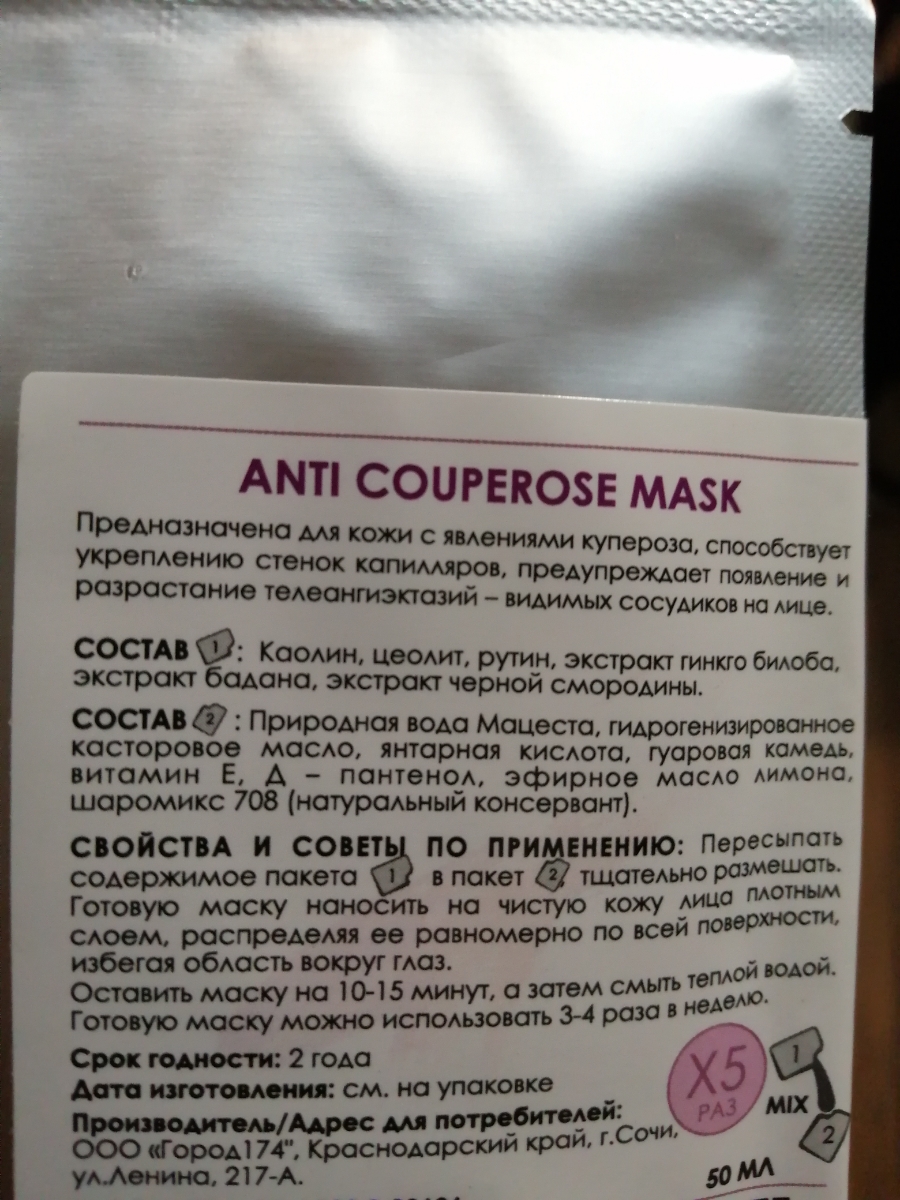 ANTI COUPEROSE MASK
Предназначена для кожи с явлениями купероза, способствует
укреплению стенок капилляров, предупреждает появление и
разрастание телеангиэктазий – видимых сосудиков на лице.
СОСТАВ 1: Каолин, цеолит, рутин, экстракт гинкго билоба,
экстракт бадана, экстракт черной смородины.
СОСТАВ 2 : Природная вода Мацеста, гидрогенизированное
касторовое масло, янтарная кислота, гуаровая камедь,
витамин Е, Д – пантенол, эфирное масло лимона,
шаромикс 708 (натуральный консервант).
СВОЙСТВА И СОВЕТЫ ПО ПРИМЕНЕНИЮ: Пересыпать
содержимое пакета 1 в пакет 2 тщательно размешать.
Готовую маску наносить на чистую кожу лица плотным
слоем, распределяя ее равномерно по всей поверхности,
избегая область вокруг глаз.
Оставить маску на 10-15 минут, а затем смыть теплой водой.
Готовую маску можно использовать 3-4 раза в неделю.
Срок годности: 2 года
Дата изготовления: см. на упаковке
Производитель/Адрес для потребителей:
ООО «Город174", Краснодарский край, г.Сочи,
ул.Ленина, 217-А.
X5
РАЗ
1
MIX
2
50 МЛ